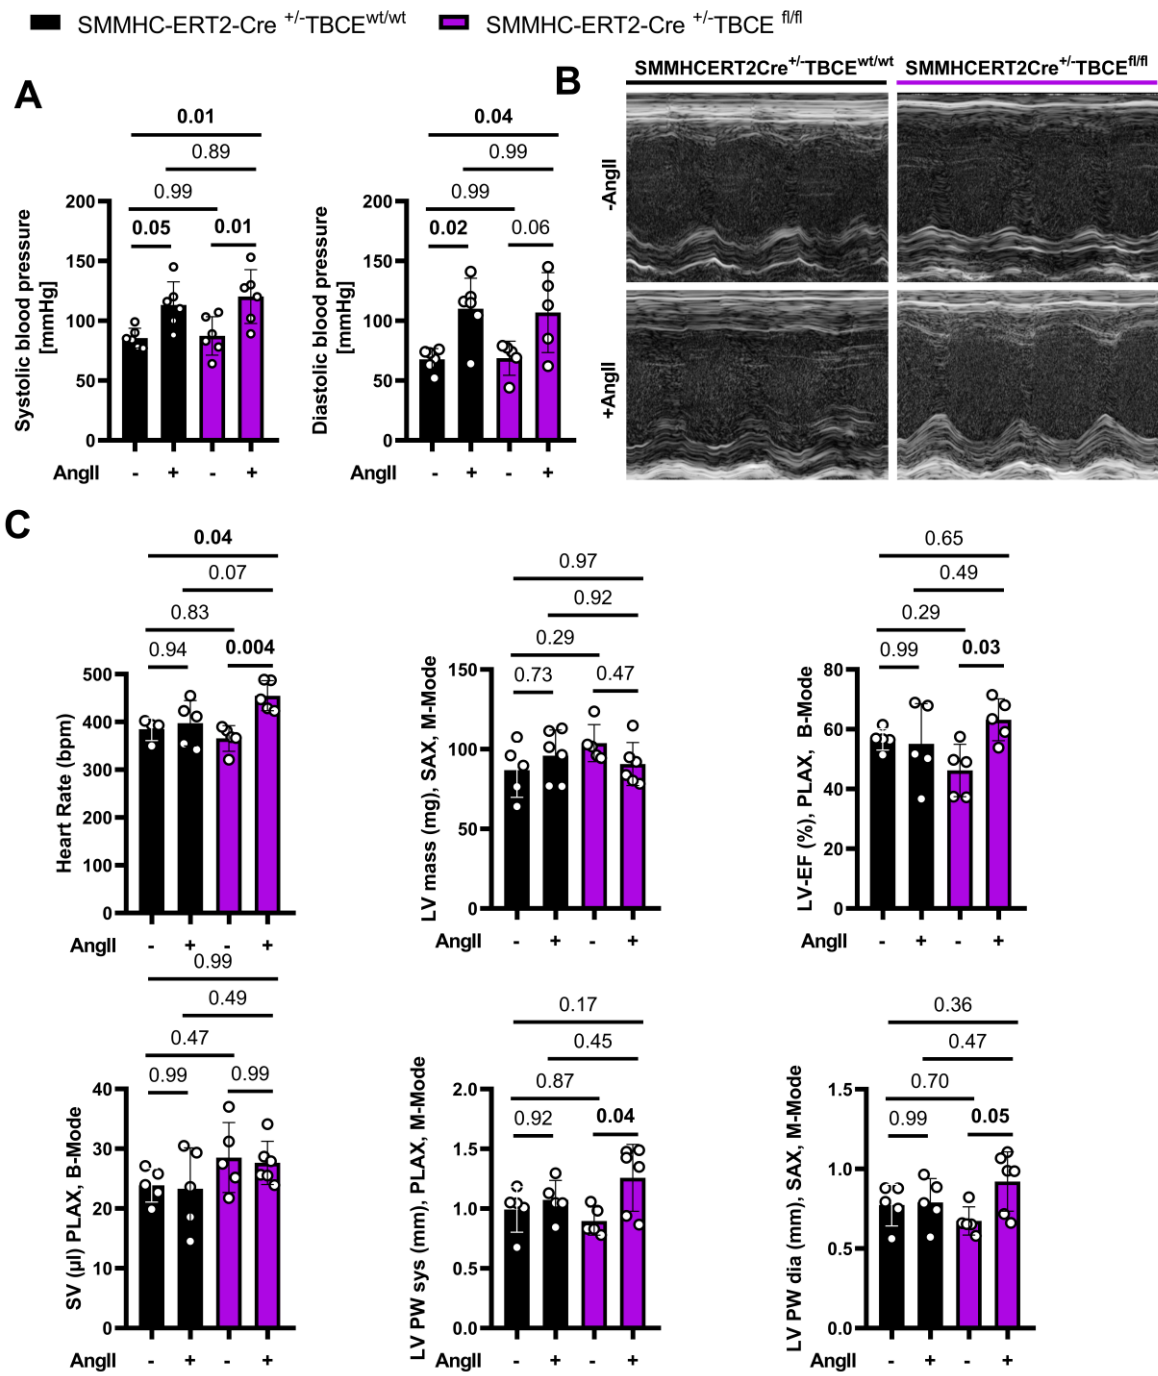 SMMHC-ERT2-Cre +/-TBCEwt/wt SMMHC-ERT2-Cre +/-TBCE fl/fl
A
0.01
0.89
0.99
0.05 0.01
Systolic blood pressure
[mmHg]
200
150
100
50
0
AngII - + - +
0.04
0.99
0.99
0.02 0.06
Diastolic blood pressure
[mmHg]
200
150
100
50
0
AngII - + - +
B
SMMHCERT2Cre+/-TBCEwt/wt SMMHCERT2Cre+/-TBCEfl/fl
-AngII
+AngII
C
0.04
0.07
0.83
0.94 0.004
Heart Rate (bpm)
500
400
300
200
100
0
AngII - + - +
0.97
0.92
0.29
0.73 0.47
LV mass (mg), SAX, M-Mode
150
100
50
0
AngII - + - +
0.65
0.49
0.29
0.99 0.03
LV-EF (%), PLAX, B-Mode
80
60
40
20
0
AngII - + - +
0.99
0.49
0.47
0.99 0.99
SV (µl) PLAX, B-Mode
40
30
20
10
0
AngII - + - +
0.17
0.45
0.87
0.92 0.04
LV PW sys (mm), PLAX, M-Mode
2.0
1.5
1.0
0.5
0.0
AngII - + - +
0.36
0.47
0.70
0.99 0.05
LV PW dia (mm), SAX, M-Mode
1.5
1.0
0.5
0.0
AngII - + - +